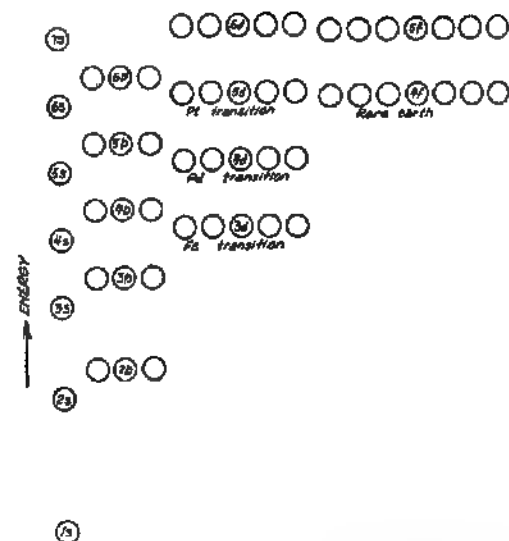 7s 6d 5f
6p
6s 5d 4f
Pt transition Rare earth
5p
5s 4d
Pd transition
4p
4s 3d
Fe transition
3p
3s
ENERGY
2p
2s
1s